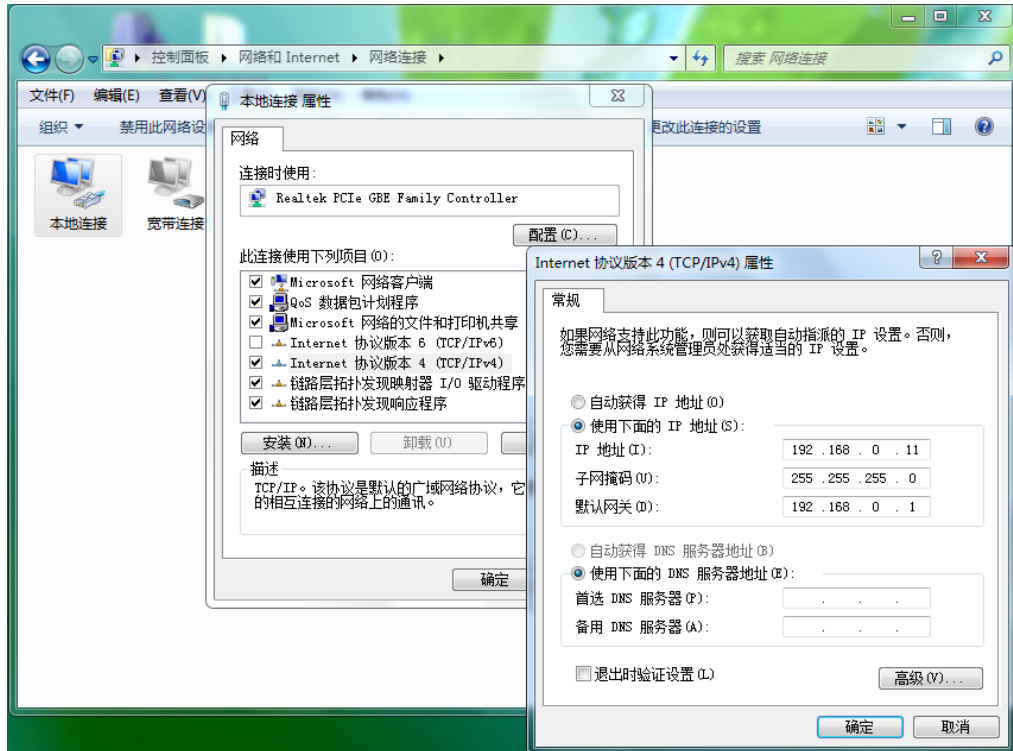 控制面板 网络和 Internet 网络连接
搜索 网络连接
文件(F) 编辑(E) 查看(V)
组织 禁用此网络设 更改此连接的设置
本地连接
宽带连接
本地连接 属性
网络
连接时使用:
Realtek PCIe GBE Family Controller
配置(C)...
此连接使用下列项目(O):
Microsoft 网络客户端
QoS 数据包计划程序
Microsoft 网络的文件和打印机共享
Internet 协议版本 6 (TCP/IPv6)
Internet 协议版本 4 (TCP/IPv4)
链路层拓扑发现映射器 I/O 驱动程序
链路层拓扑发现响应程序
安装(N)... 卸载(U)
描述
TCP/IP。该协议是默认的广域网络协议，它
的相互连接的网络上的通讯。
确定
Internet 协议版本 4 (TCP/IPv4) 属性
常规
如果网络支持此功能，则可以获取自动指派的 IP 设置。否则，
您需要从网络系统管理员处获得适当的 IP 设置。
自动获得 IP 地址(O)
使用下面的 IP 地址(S):
IP 地址(I): 192 .168 . 0 . 11
子网掩码(U): 255 .255 .255 . 0
默认网关(D): 192 .168 . 0 . 1
自动获得 DNS 服务器地址(B)
使用下面的 DNS 服务器地址(E):
首选 DNS 服务器(P): . . .
备用 DNS 服务器(A): . . .
退出时验证设置(L)
高级(V)...
确定 取消